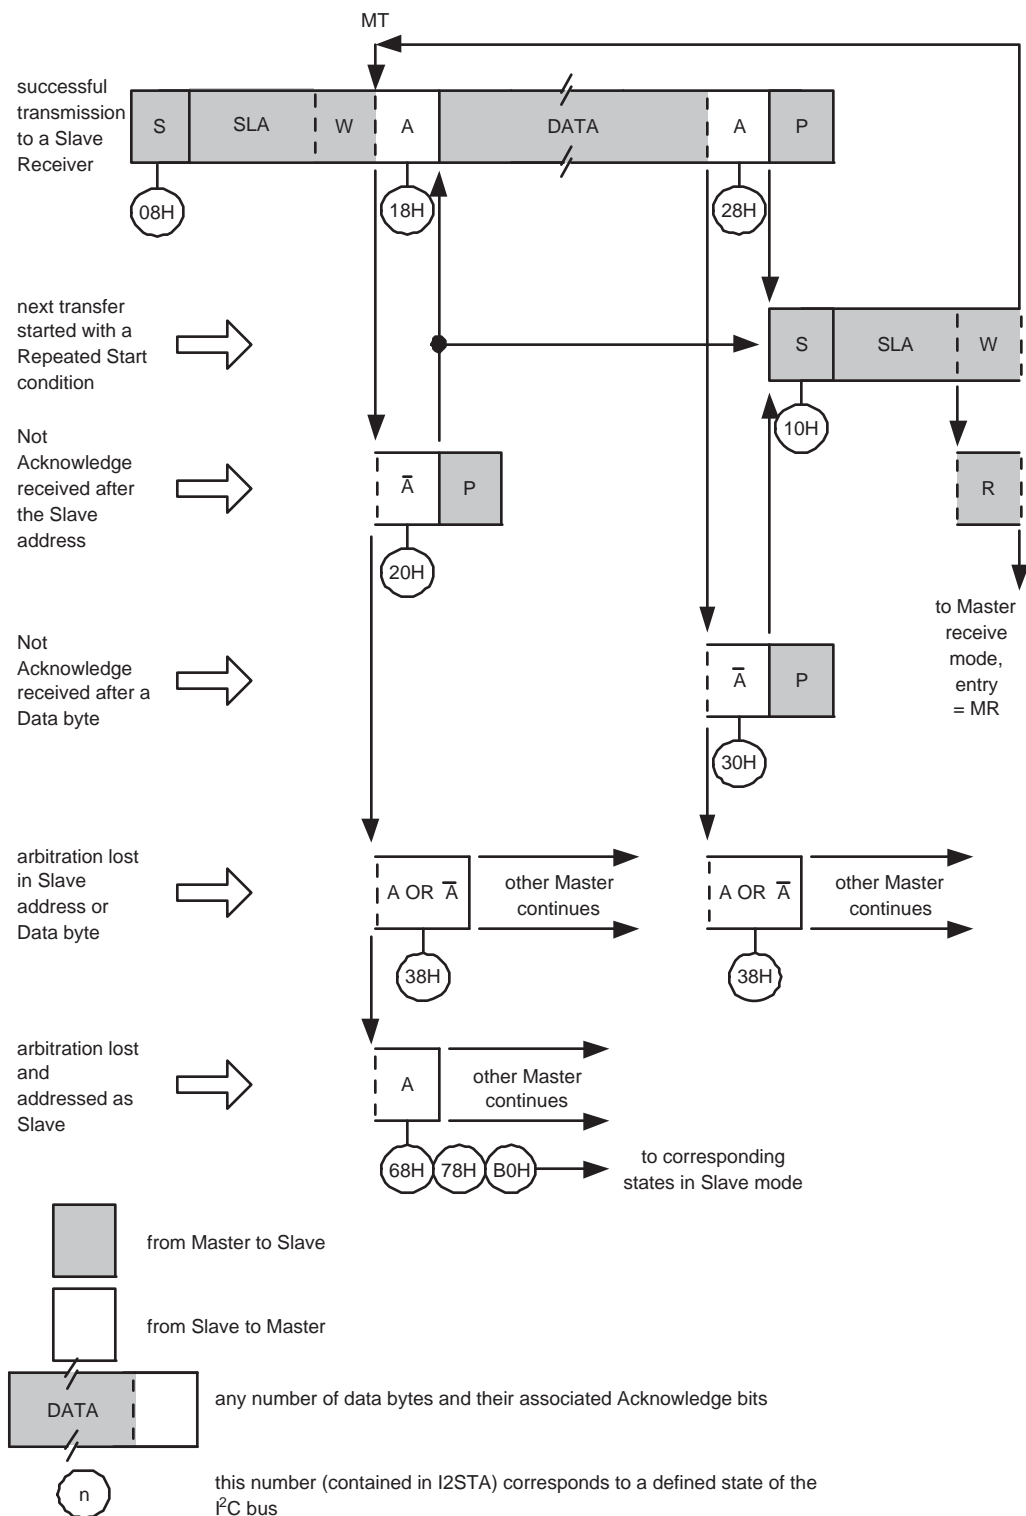 MT
successful
transmission
to a Slave
Receiver
S SLA W A DATA A P
08H 18H 28H
next transfer
started with a
Repeated Start
condition
S SLA W
10H
Not
Acknowledge
received after
the Slave
address
A̅ P
R
20H
to Master
receive
mode,
entry
= MR
Not
Acknowledge
received after a
Data byte
A̅ P
30H
arbitration lost
in Slave
address or
Data byte
A OR A̅
other Master
continues
A OR A̅
other Master
continues
38H 38H
arbitration lost
and
addressed as
Slave
A
other Master
continues
68H 78H B0H
to corresponding
states in Slave mode
from Master to Slave
from Slave to Master
DATA
any number of data bytes and their associated Acknowledge bits
n
this number (contained in I2STA) corresponds to a defined state of the
I²C bus